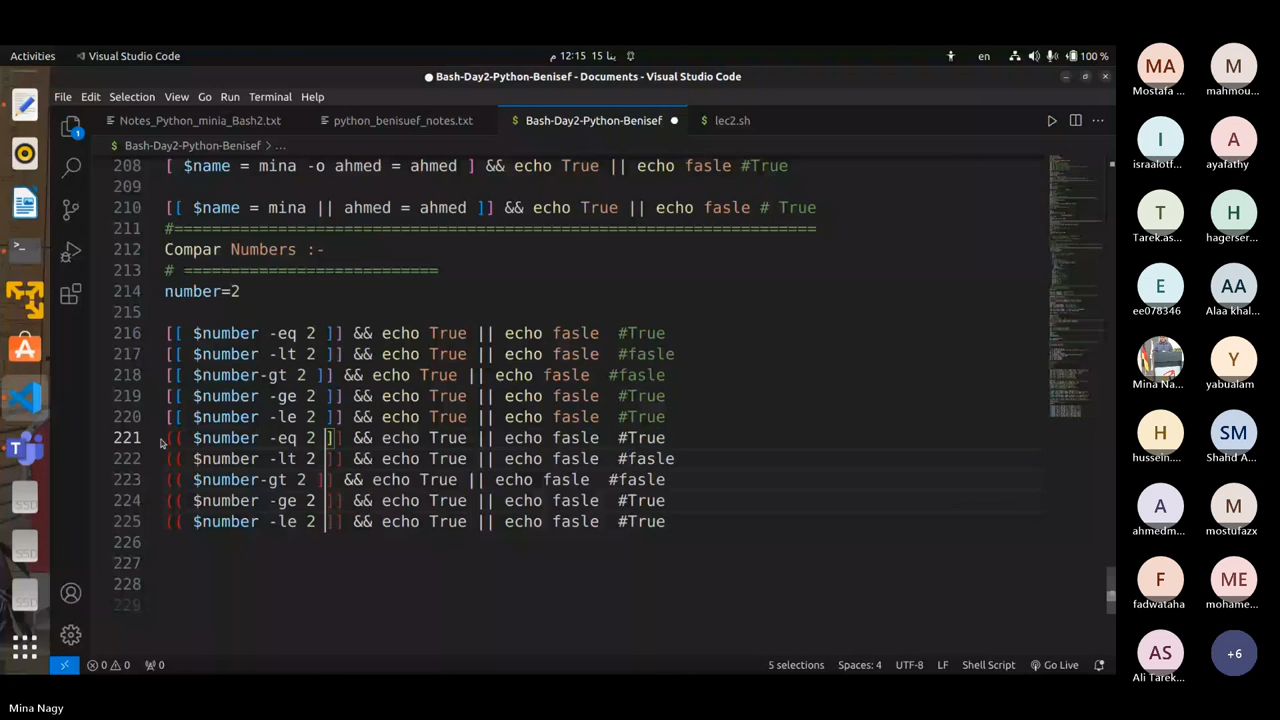 Activities
Visual Studio Code
12:15 ينا 15 م
en
100 %
Bash-Day2-Python-Benisef - Documents - Visual Studio Code
File Edit Selection View Go Run Terminal Help
Notes_Python_minia_Bash2.txt
python_benisuef_notes.txt
$ Bash-Day2-Python-Benisef
$ lec2.sh
$ Bash-Day2-Python-Benisef > ...
1
208 [ $name = mina -o ahmed = ahmed ] && echo True || echo fasle #True
209
210 [[ $name = mina || ahmed = ahmed ]] && echo True || echo fasle # True
211 #====================================================================
212 Compar Numbers :-
213 # ===========================
214 number=2
215
216 [[ $number -eq 2 ]] && echo True || echo fasle  #True
217 [[ $number -lt 2 ]] && echo True || echo fasle  #fasle
218 [[ $number-gt 2 ]] && echo True || echo fasle  #fasle
219 [[ $number -ge 2 ]] && echo True || echo fasle  #True
220 [[ $number -le 2 ]] && echo True || echo fasle  #True
221 (( $number -eq 2 ]] && echo True || echo fasle  #True
222 (( $number -lt 2 ]] && echo True || echo fasle  #fasle
223 (( $number-gt 2 ]] && echo True || echo fasle  #fasle
224 (( $number -ge 2 ]] && echo True || echo fasle  #True
225 (( $number -le 2 ]] && echo True || echo fasle  #True
226
227
228
229
SSD
SSD
SSD
0 0 0
5 selections
Spaces: 4
UTF-8
LF
Shell Script
Go Live
MA
Mostafa ...
M
mahmou...
I
israalotf...
A
ayafathy
T
Tarek.as...
H
hagerser...
E
ee078346
AA
Alaa khal...
Mina Na...
Y
yabualam
H
hussein....
SM
Shahd A...
A
ahmedm...
M
mostufazx
F
fadwataha
ME
mohame...
AS
Ali Tarek...
+6
Mina Nagy